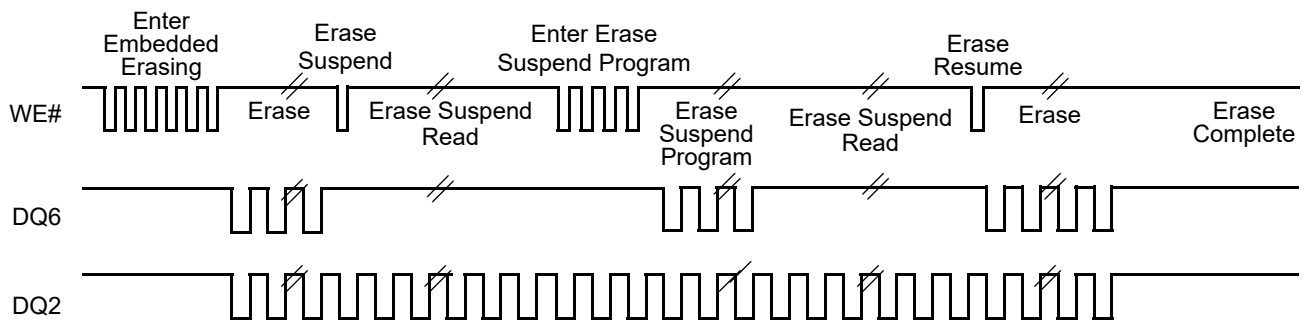 Enter
Embedded
Erasing
Erase
Suspend
Enter Erase
Suspend Program
Erase
Resume
WE#
Erase
Erase Suspend
Read
Erase
Suspend
Program
Erase Suspend
Read
Erase
Erase
Complete
DQ6
DQ2